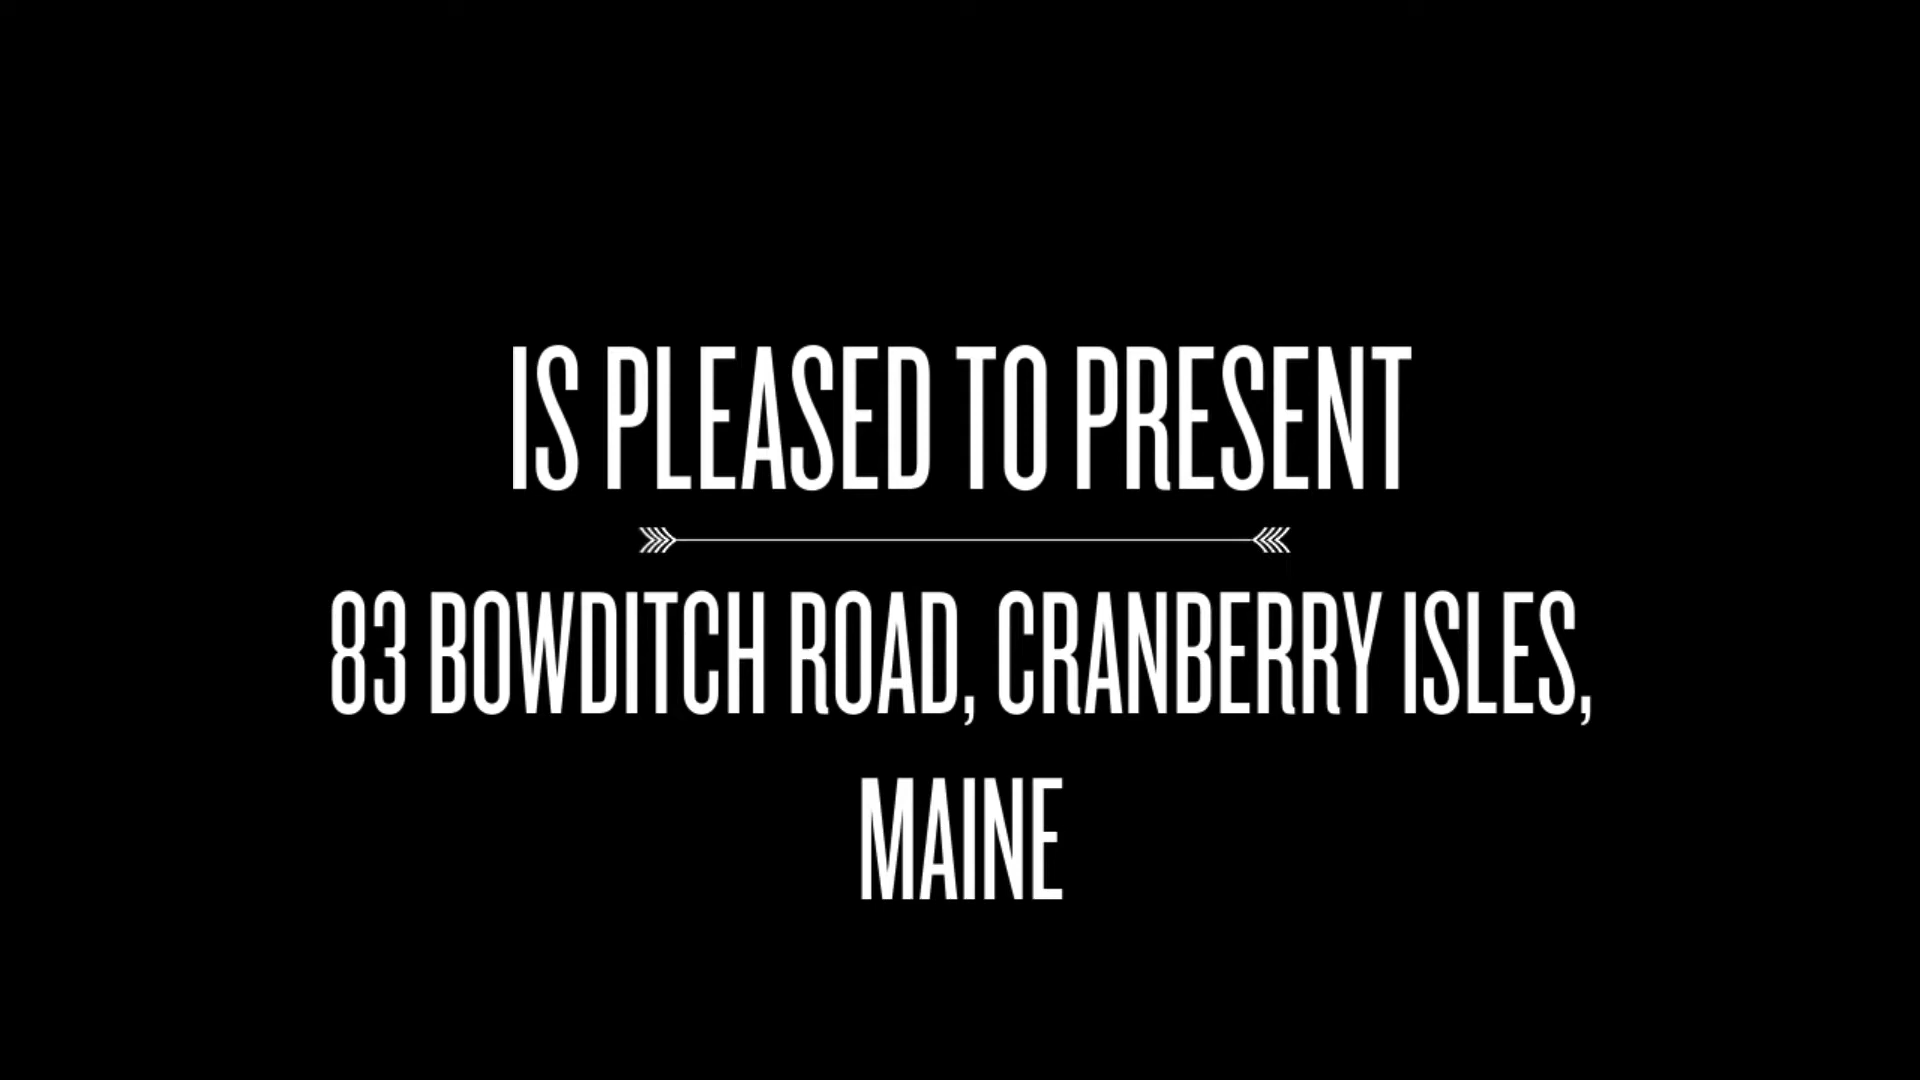 IS PLEASED TO PRESENT
83 BOWDITCH ROAD, CRANBERRY ISLES,
MAINE